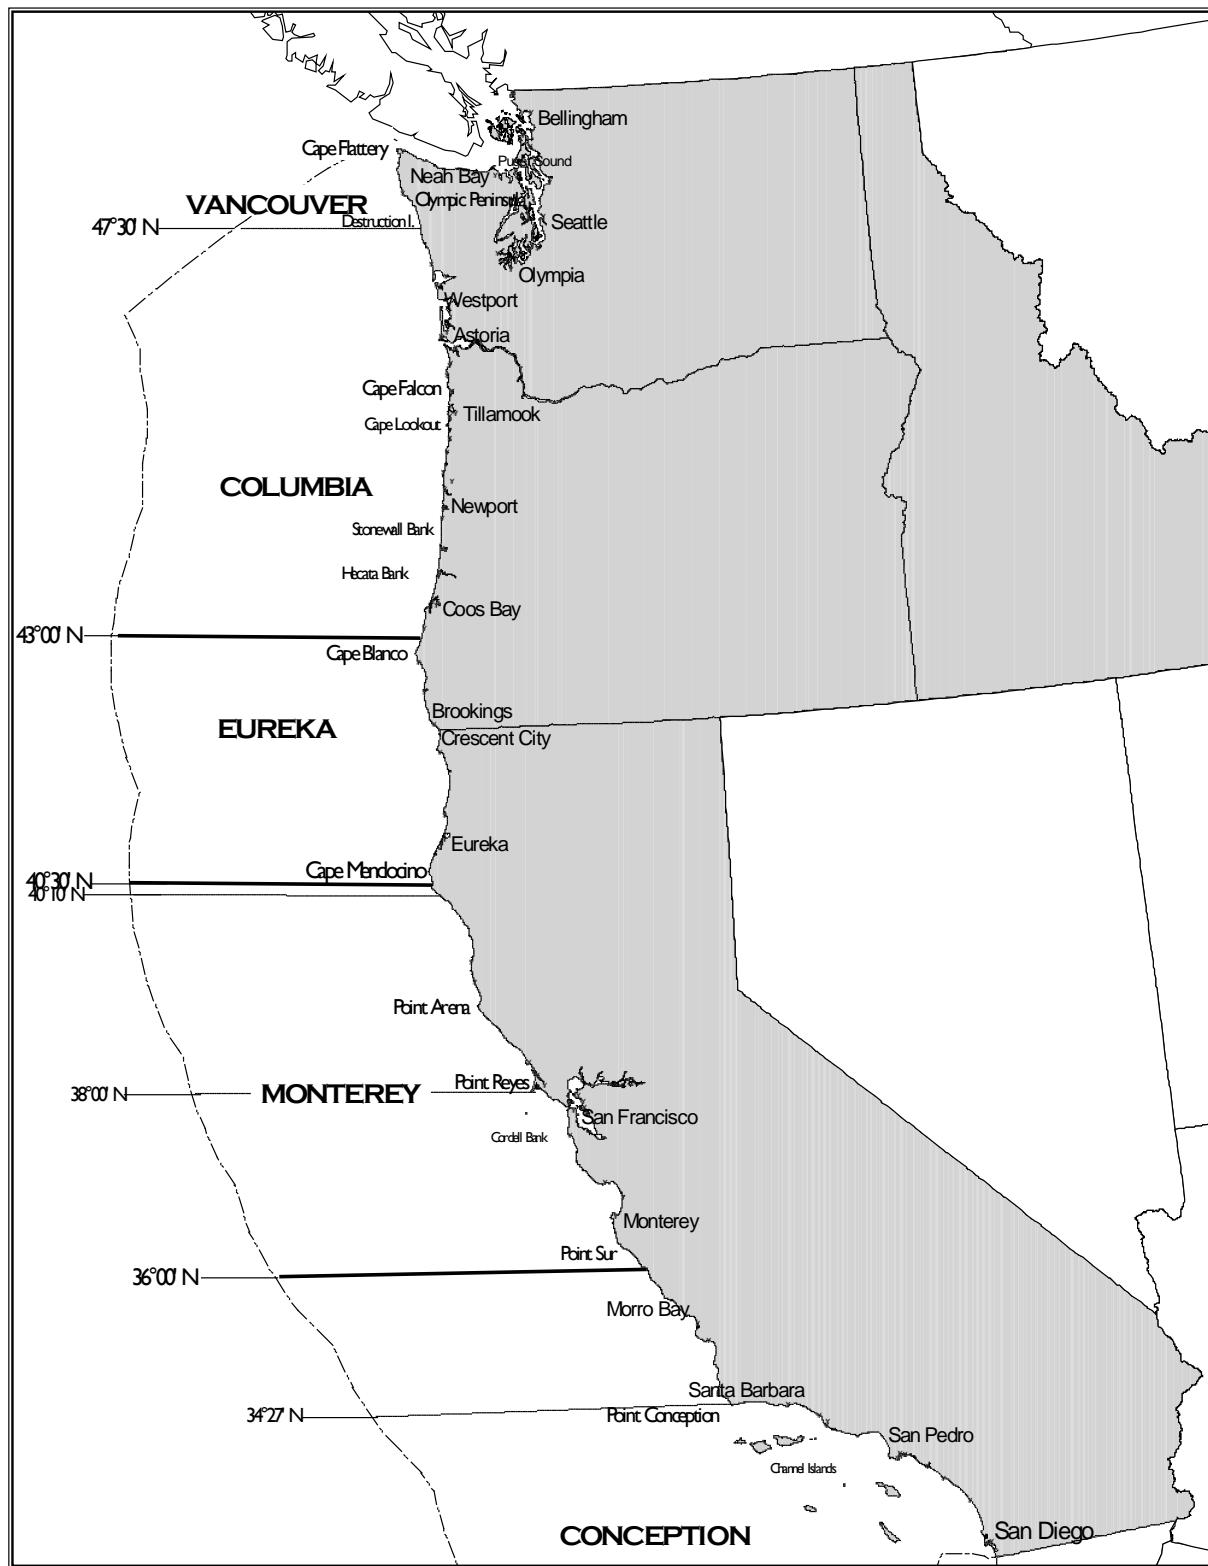 Bellingham
Cape Flattery
Puget Sound
Neah Bay
VANCOUVER
Olympic Peninsula
Destruction I.
Seattle
47°30' N
Olympia
Westport
Astoria
Cape Falcon
Tillamook
Cape Lookout
COLUMBIA
Newport
Stonewall Bank
Hecata Bank
Coos Bay
43°00' N
Cape Blanco
Brookings
EUREKA
Crescent City
Eureka
Cape Mendocino
40°30' N
40°10' N
Point Arena
Point Reyes
38°00' N
MONTEREY
San Francisco
Cordell Bank
Monterey
Point Sur
36°00' N
Morro Bay
Santa Barbara
34°27' N
Point Conception
San Pedro
Channel Islands
CONCEPTION
San Diego